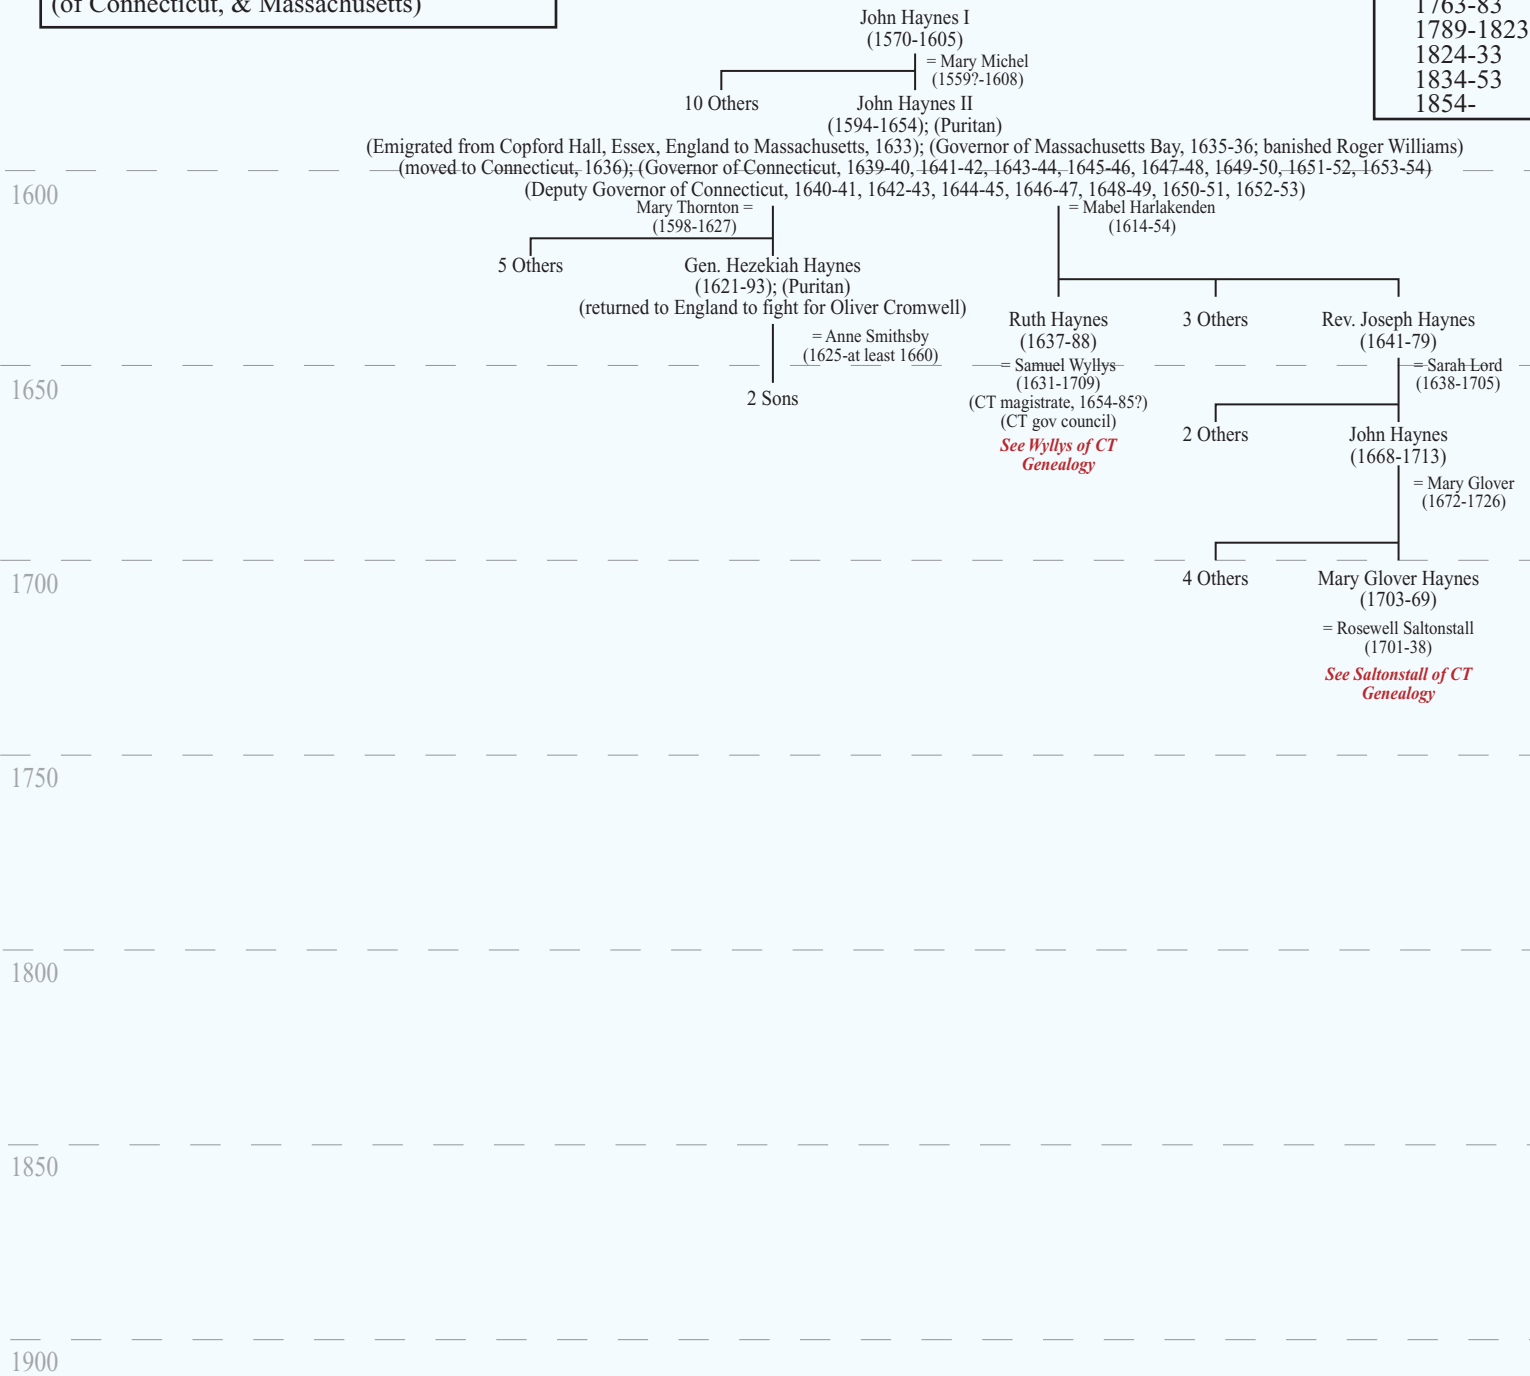 (of Connecticut, & Massachusetts)
1763-83
1789-1823
1824-33
1834-53
1854-
John Haynes I
(1570-1605)
= Mary Michel
(1559?-1608)
10 Others
John Haynes II
(1594-1654); (Puritan)
(Emigrated from Copford Hall, Essex, England to Massachusetts, 1633); (Governor of Massachusetts Bay, 1635-36; banished Roger Williams)
(moved to Connecticut, 1636); (Governor of Connecticut, 1639-40, 1641-42, 1643-44, 1645-46, 1647-48, 1649-50, 1651-52, 1653-54)
1600
(Deputy Governor of Connecticut, 1640-41, 1642-43, 1644-45, 1646-47, 1648-49, 1650-51, 1652-53)
Mary Thornton =
(1598-1627)
= Mabel Harlakenden
(1614-54)
5 Others
Gen. Hezekiah Haynes
(1621-93); (Puritan)
(returned to England to fight for Oliver Cromwell)
= Anne Smithsby
(1625-at least 1660)
2 Sons
Ruth Haynes
(1637-88)
= Samuel Wyllys
(1631-1709)
(CT magistrate, 1654-85?)
(CT gov council)
See Wyllys of CT
Genealogy
3 Others
Rev. Joseph Haynes
(1641-79)
= Sarah Lord
(1638-1705)
1650
2 Others
John Haynes
(1668-1713)
= Mary Glover
(1672-1726)
1700
4 Others
Mary Glover Haynes
(1703-69)
= Rosewell Saltonstall
(1701-38)
See Saltonstall of CT
Genealogy
1750
1800
1850
1900